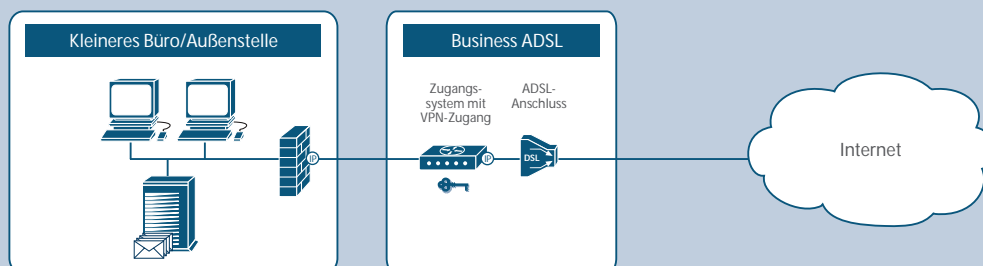 Kleineres Büro/Außenstelle
IP
Business ADSL
Zugangs-
system mit
VPN-Zugang
IP
ADSL-
Anschluss
DSL
Internet